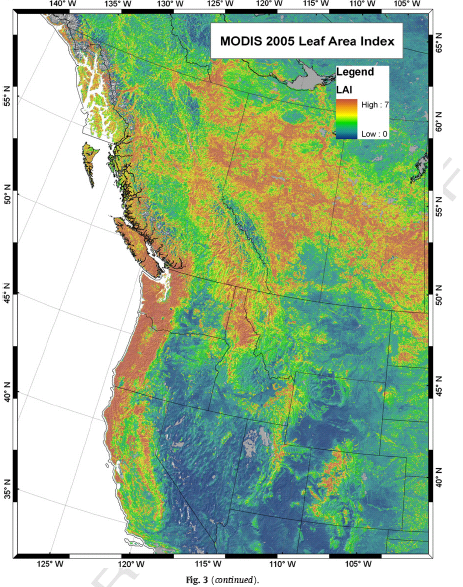 140° W 135° W 130° W 125° W 120° W 115° W 110° W 105° W
MODIS 2005 Leaf Area Index
Legend
LAI
High : 7
Low : 0
55° N
50° N
45° N
40° N
35° N
65° N
60° N
55° N
50° N
45° N
40° N
125° W 120° W 115° W 110° W 105° W
Fig. 3 (continued).